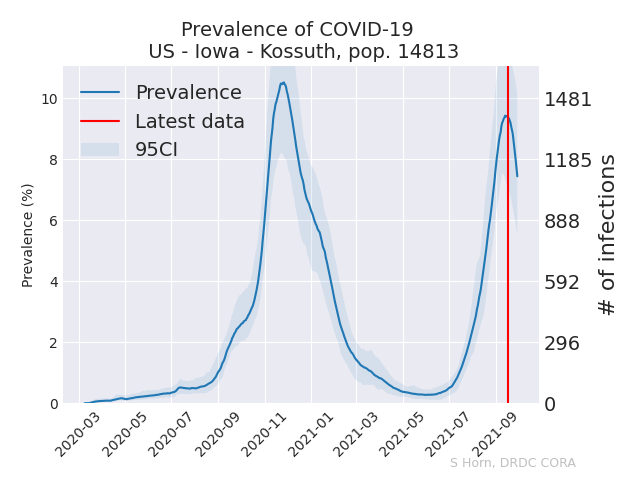 Prevalence of COVID-19
US - Iowa - Kossuth, pop. 14813
Prevalence
Latest data
95CI
Prevalence (%)
10
8
6
4
2
0
1481
1185
888
592
296
0
# of infections
2020-03
2020-05
2020-07
2020-09
2020-11
2021-01
2021-03
2021-05
2021-07
2021-09
S Horn, DRDC CORA